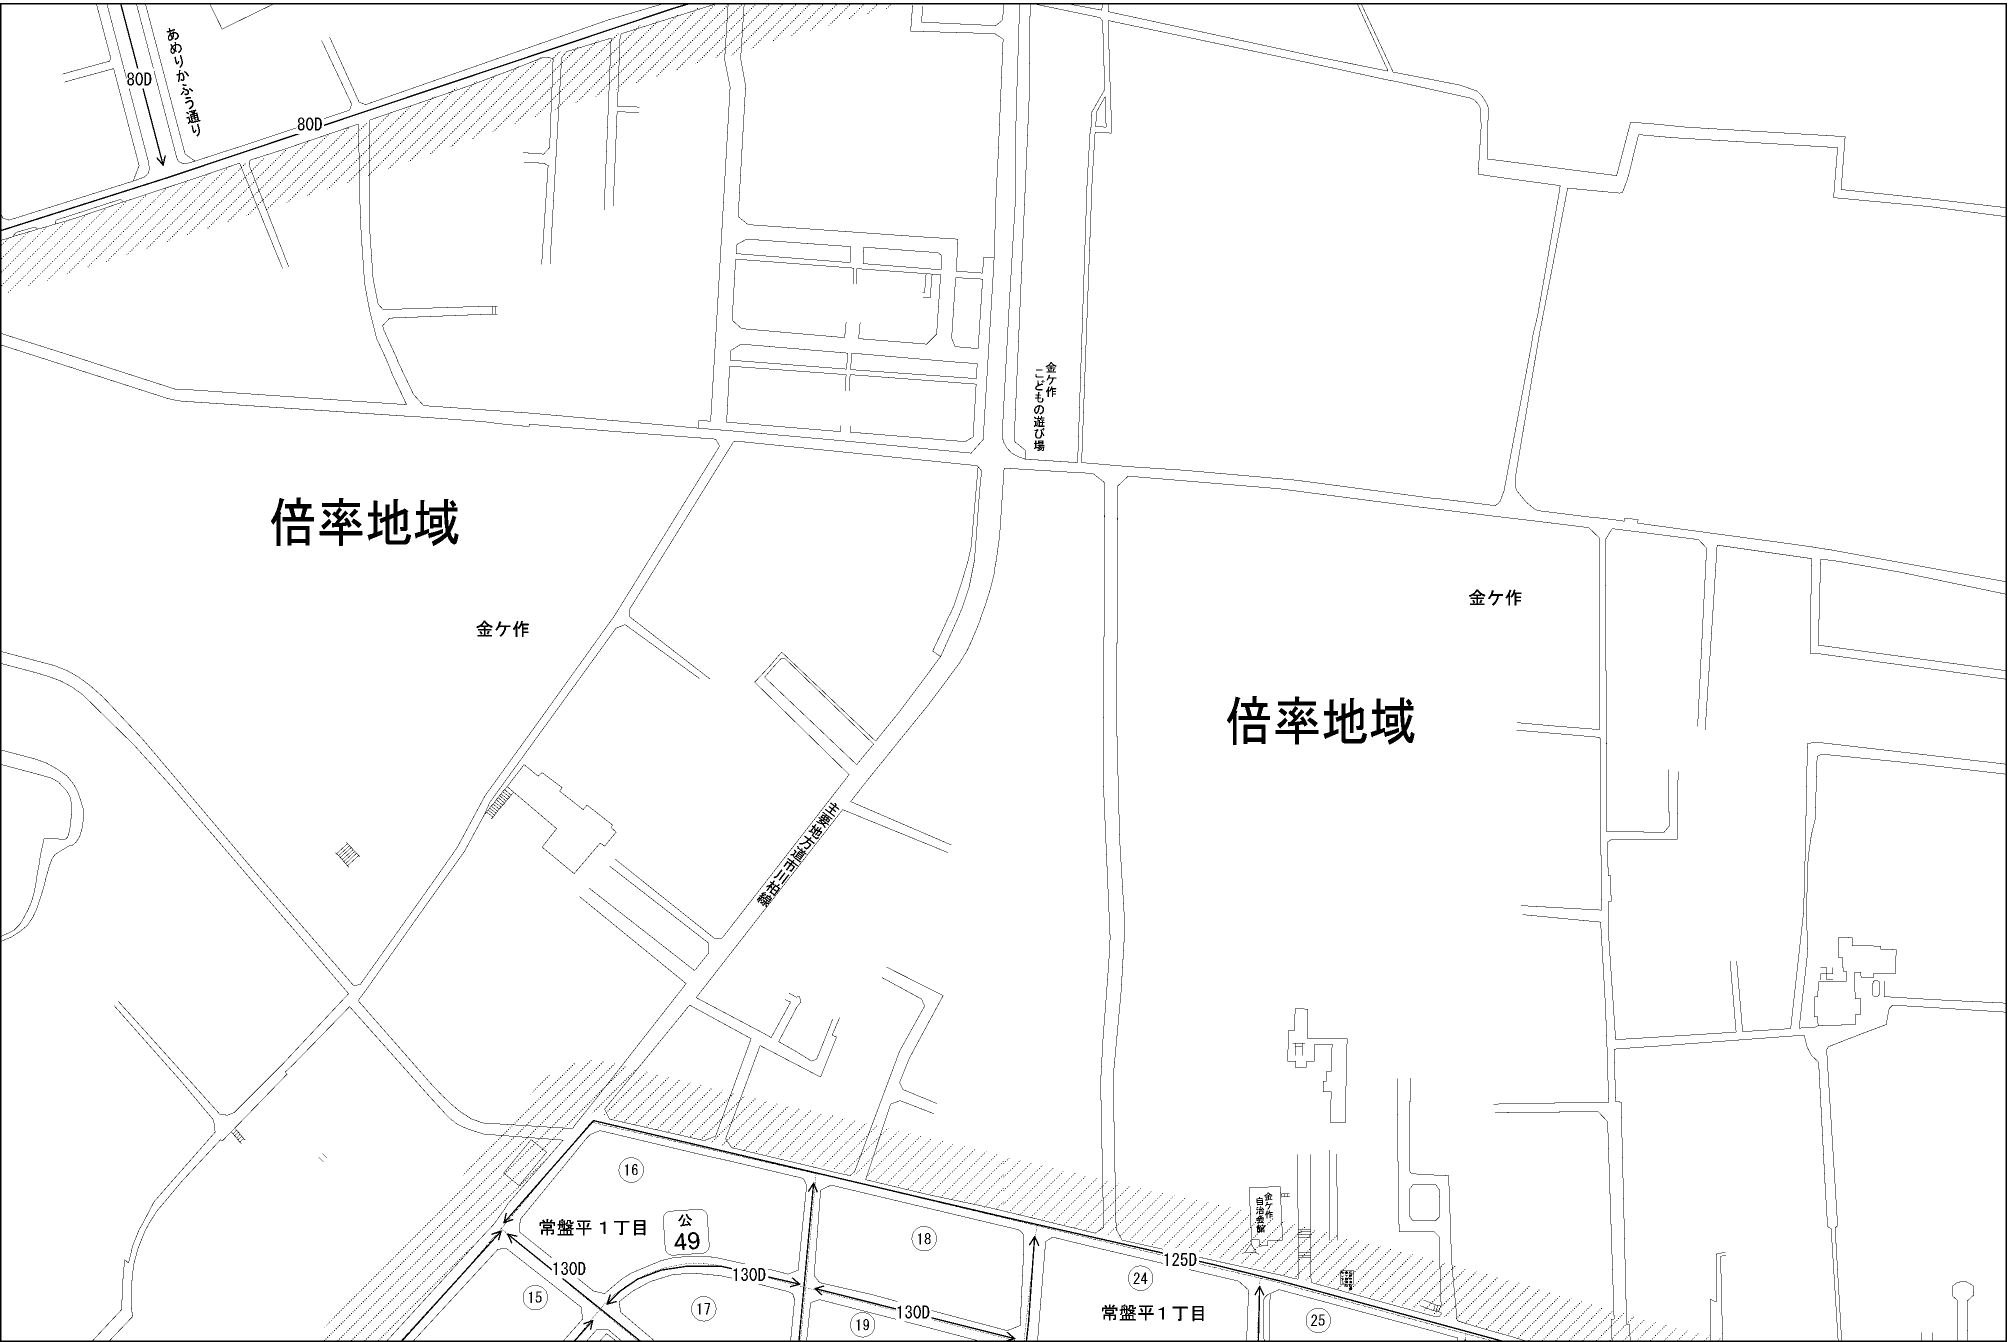 あめりかふう通り
80D
80D
金ケ作
こどもの遊び場
倍率地域
金ケ作
金ケ作
倍率地域
主要地方道市川柏線
16
常盤平1丁目
公
49
金ケ作
自治会館
18
125D
130D
130D
24
15
17
130D
常盤平1丁目
19
25